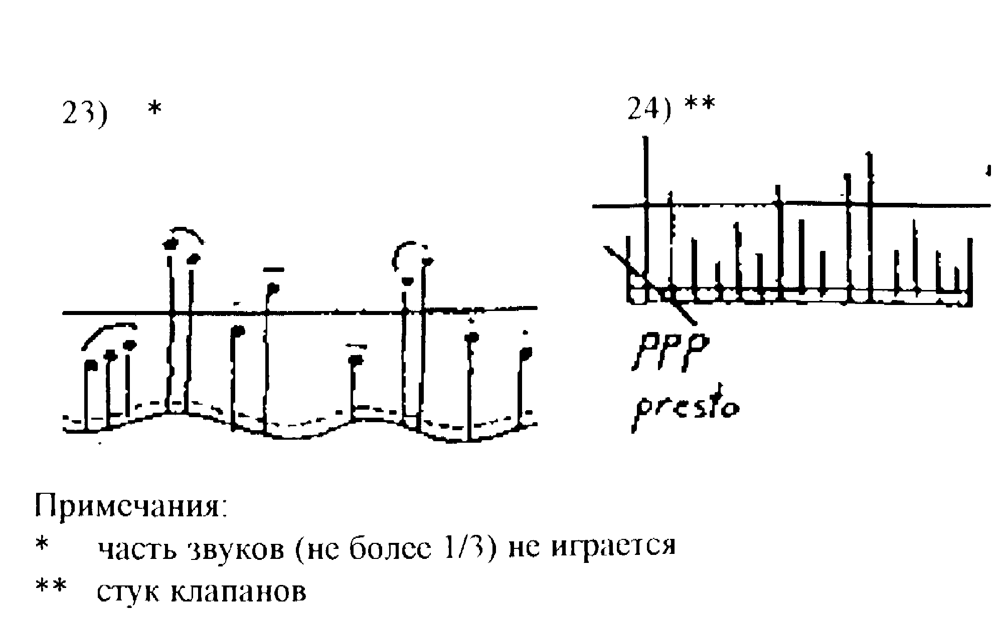 23) *
24) **
ppp
presto
Примечания:
* часть звуков (не более 1/3) не играется
** стук клапанов